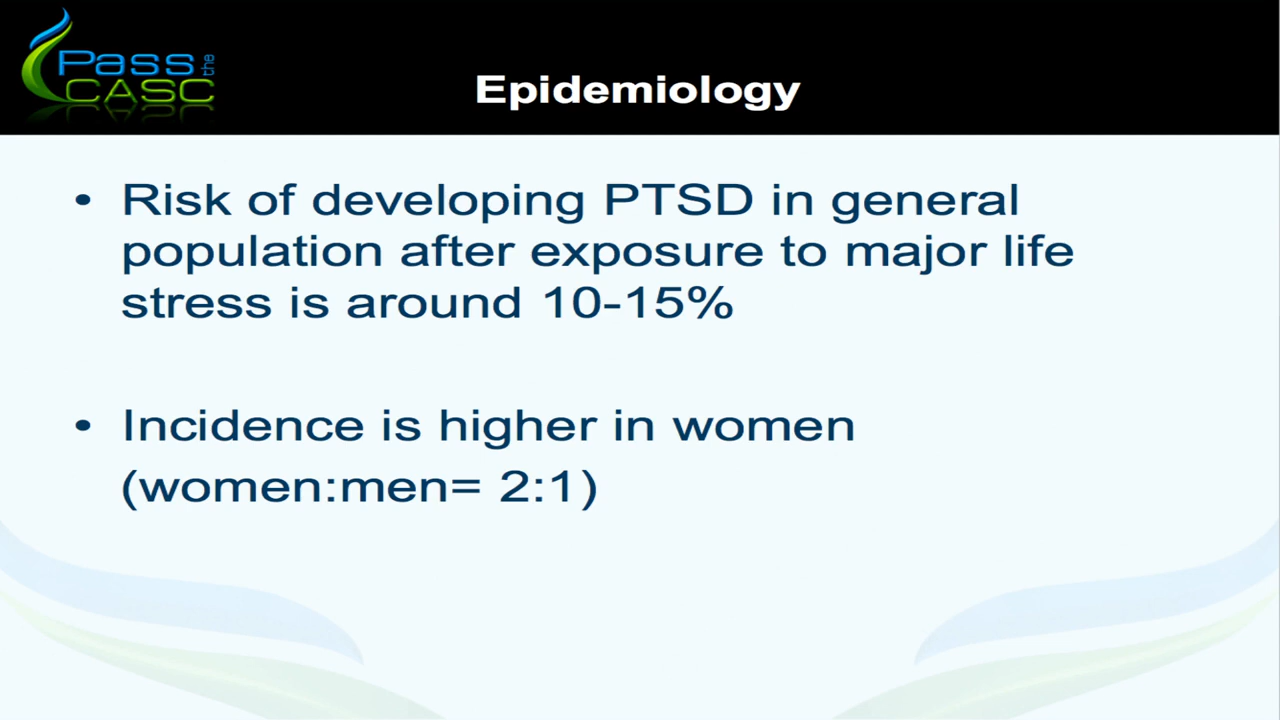 Pass the
CASC
Epidemiology
• Risk of developing PTSD in general
population after exposure to major life
stress is around 10-15%
• Incidence is higher in women
(women:men= 2:1)